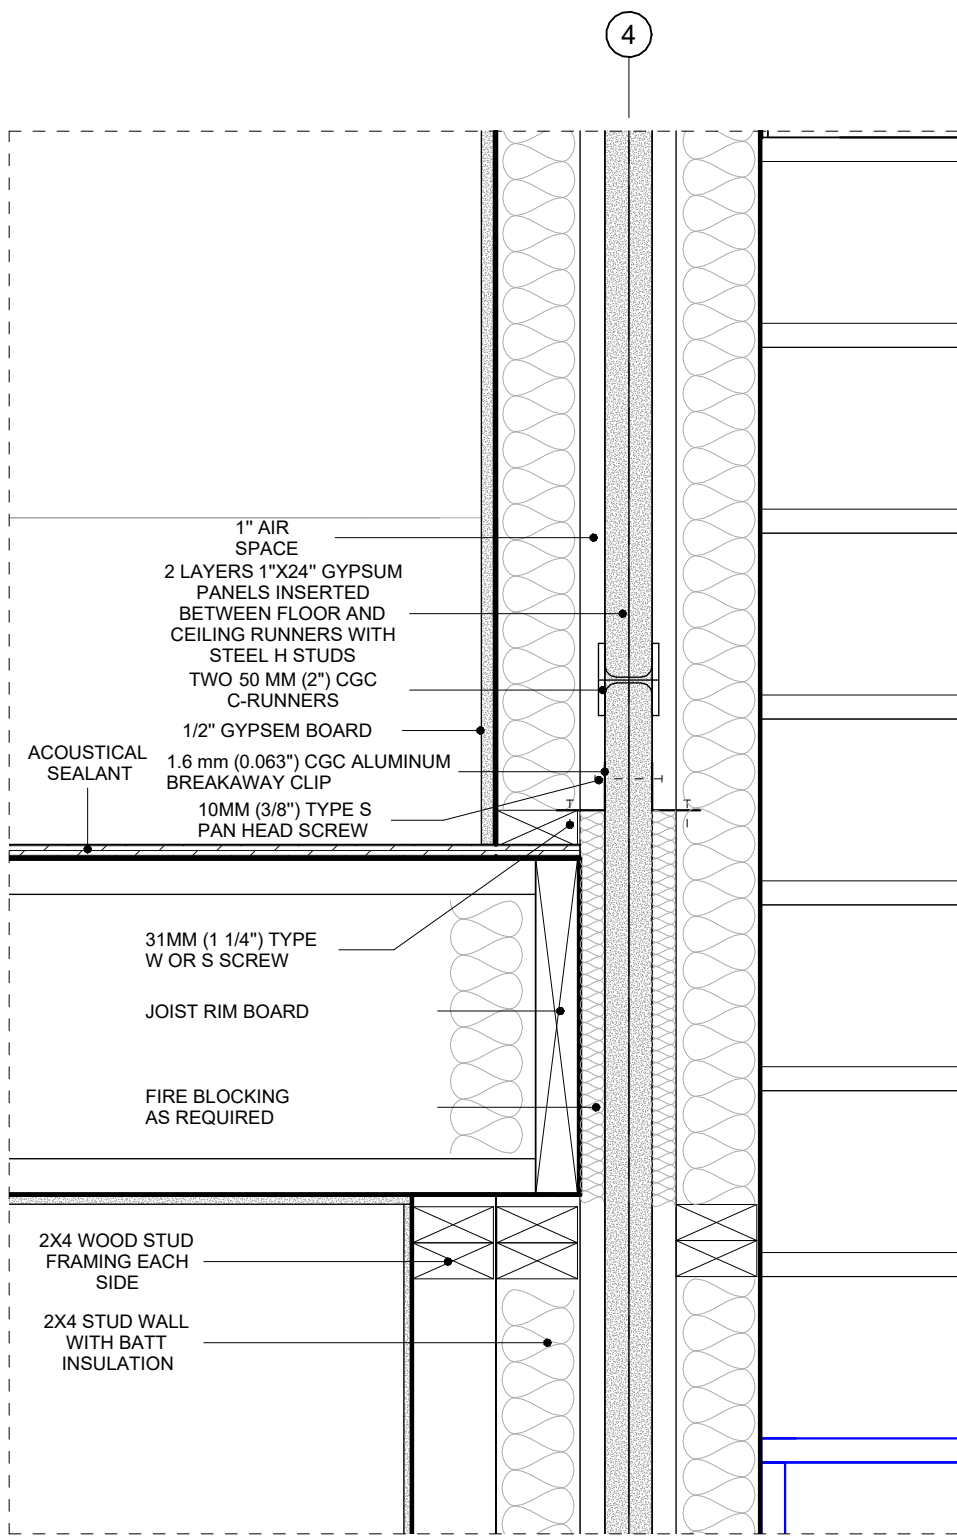 4
1" AIR
SPACE
2 LAYERS 1"X24" GYPSUM
PANELS INSERTED
BETWEEN FLOOR AND
CEILING RUNNERS WITH
STEEL H STUDS
TWO 50 MM (2") CGC
C-RUNNERS
1/2" GYPSEM BOARD
ACOUSTICAL
SEALANT
1.6 mm (0.063") CGC ALUMINUM
BREAKAWAY CLIP
10MM (3/8") TYPE S
PAN HEAD SCREW
31MM (1 1/4") TYPE
W OR S SCREW
JOIST RIM BOARD
FIRE BLOCKING
AS REQUIRED
2X4 WOOD STUD
FRAMING EACH
SIDE
2X4 STUD WALL
WITH BATT
INSULATION